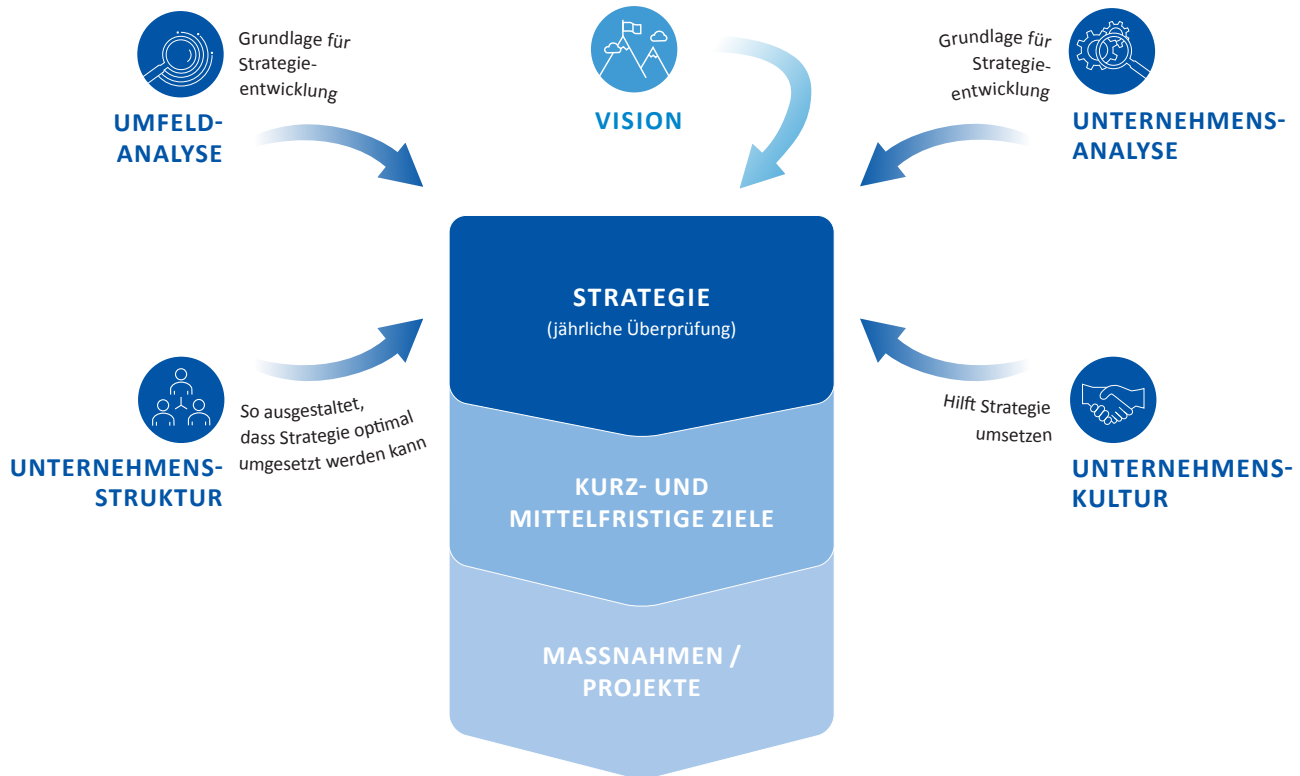 Grundlage für
Strategie-
entwicklung
UMFELD-
ANALYSE
VISION
Grundlage für
Strategie-
entwicklung
UNTERNEHMENS-
ANALYSE
STRATEGIE
(jährliche Überprüfung)
So ausgestaltet,
dass Strategie optimal
umgesetzt werden kann
UNTERNEHMENS-
STRUKTUR
Hilft Strategie
umsetzen
UNTERNEHMENS-
KULTUR
KURZ- UND
MITTELFRISTIGE ZIELE
MASSNAHMEN /
PROJEKTE